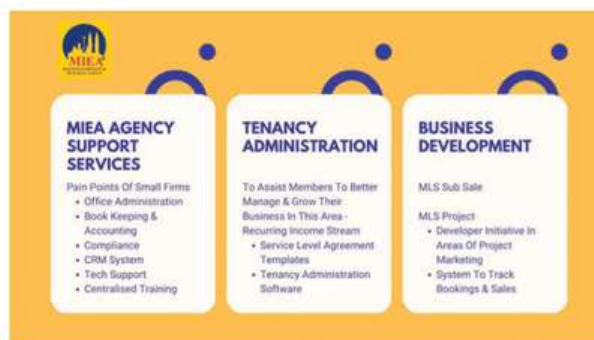 MIEA
MIEA AGENCY
SUPPORT
SERVICES
Pain Points Of Small Firms
• Office Administration
• Book Keeping &
Accounting
• Compliance
• CRM System
• Tech Support
• Centralised Training
TENANCY
ADMINISTRATION
To Assist Members To Better
Manage & Grow Their
Business In This Area -
Recurring Income Stream
• Service Level Agreement
Templates
• Tenancy Administration
Software
BUSINESS
DEVELOPMENT
MLS Sub Sale
MLS Project
• Developer Initiative In
Areas Of Project
Marketing
• System To Track
Bookings & Sales